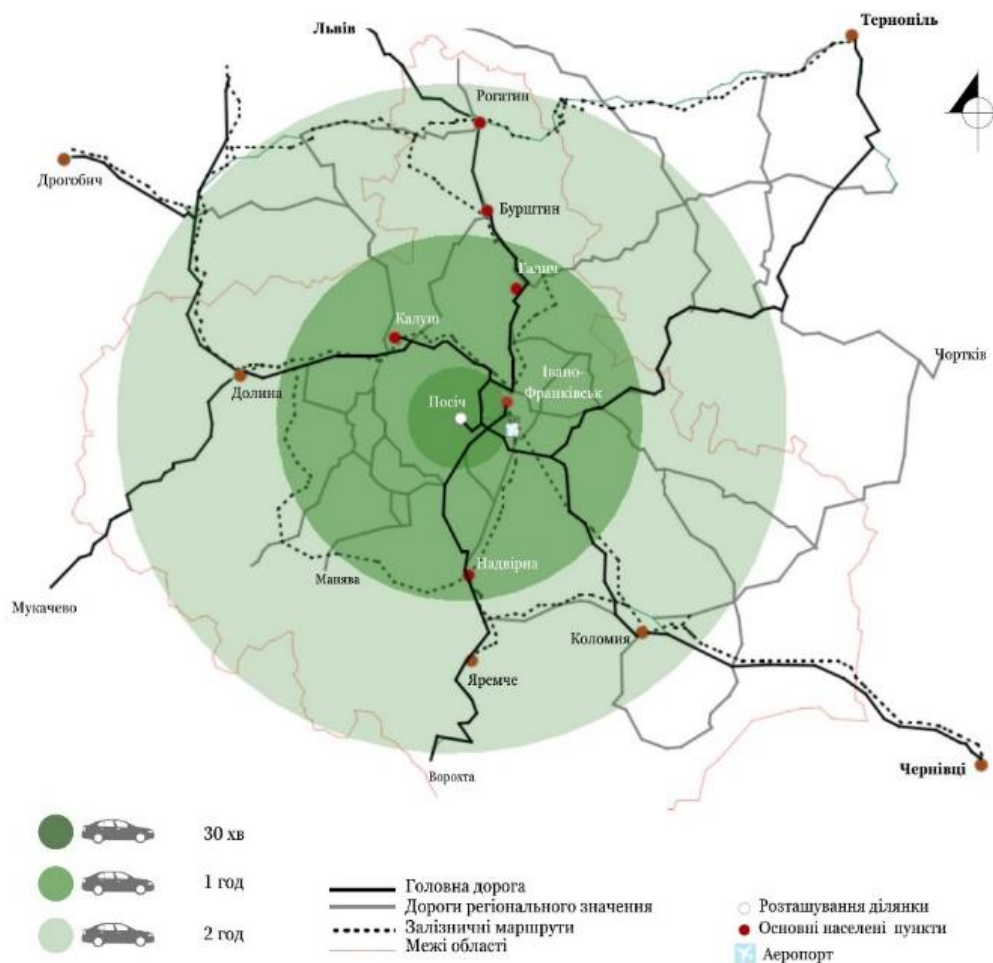 Львів
Тернопіль
Рогатин
Дрогобич
Бурштин
Галич
Калуш
Чортків
Івано-
Франківськ
Долина
Посіч
Манява
Надвірна
Мукачево
Коломия
Яремче
Ворохта
Чернівці
30 хв
1 год
2 год
Головна дорога
Дороги регіонального значення
Залізничні маршрути
Межі області
Розташування ділянки
Основні населені пункти
Аеропорт